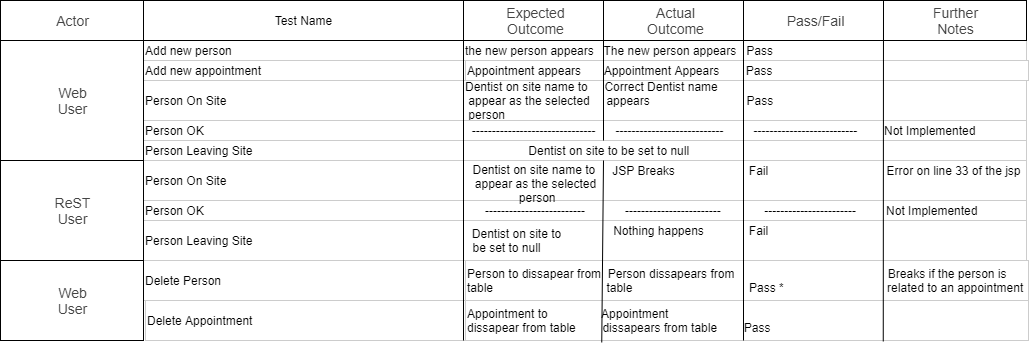 Actor Test Name Expected Outcome Actual Outcome Pass/Fail Further Notes
Web User
Add new person the new person appears The new person appears Pass
Add new appointment Appointment appears Appointment Appears Pass
Person On Site Dentist on site name to appear as the selected person Correct Dentist name appears Pass
Person OK ------------------------------- --------------------------- -------------------------- Not Implemented
Person Leaving Site Dentist on site to be set to null
ReST User
Person On Site Dentist on site name to appear as the selected person JSP Breaks Fail Error on line 33 of the jsp
Person OK ------------------------- ------------------------ ----------------------- Not Implemented
Person Leaving Site Dentist on site to be set to null Nothing happens Fail
Web User
Delete Person Person to dissapear from table Person dissapears from table Pass * Breaks if the person is related to an appointment
Delete Appointment Appointment to dissapear from table Appointment dissapears from table Pass